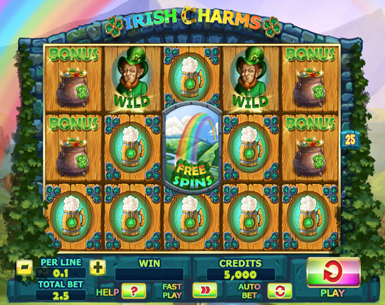 IRISH CHARMS
BONUS
BONUS
WILD
WILD
BONUS
BONUS
FREE
SPINS
25
PER LINE
0.1
WIN
CREDITS
5,000
TOTAL BET
2.5
HELP ?
FAST
PLAY
AUTO
BET
PLAY